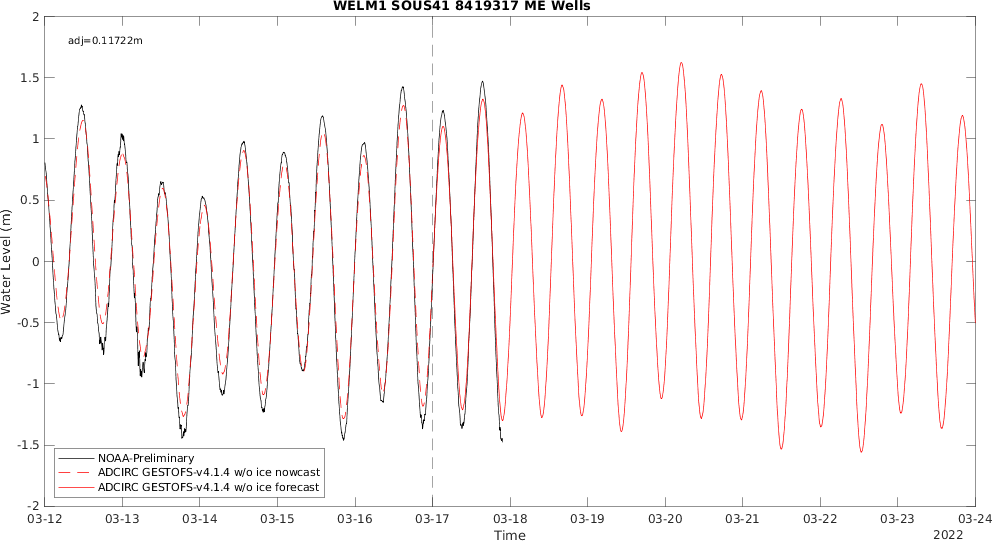 WELM1 SOUS41 8419317 ME Wells
adj=0.11722m
Water Level (m)
2
1.5
1
0.5
0
-0.5
-1
-1.5
-2
NOAA-Preliminary
ADCIRC GESTOFS-v4.1.4 w/o ice nowcast
ADCIRC GESTOFS-v4.1.4 w/o ice forecast
03-12 03-13 03-14 03-15 03-16 03-17 03-18 03-19 03-20 03-21 03-22 03-23 03-24
Time
2022